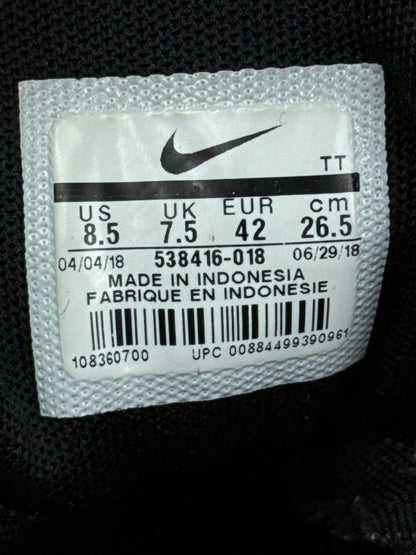 TT
US UK EUR cm
8.5 7.5 42 26.5
04/04/18 538416-018 06/29/18
MADE IN INDONESIA
FABRIQUE EN INDONESIE
108360700 UPC 00884499390961